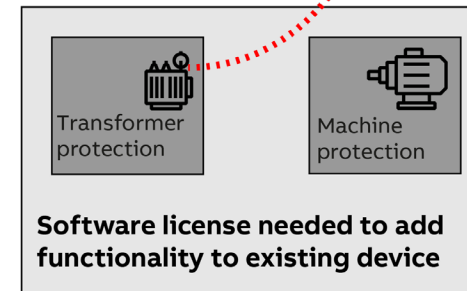 Transformer
protection
Machine
protection
Software license needed to add
functionality to existing device